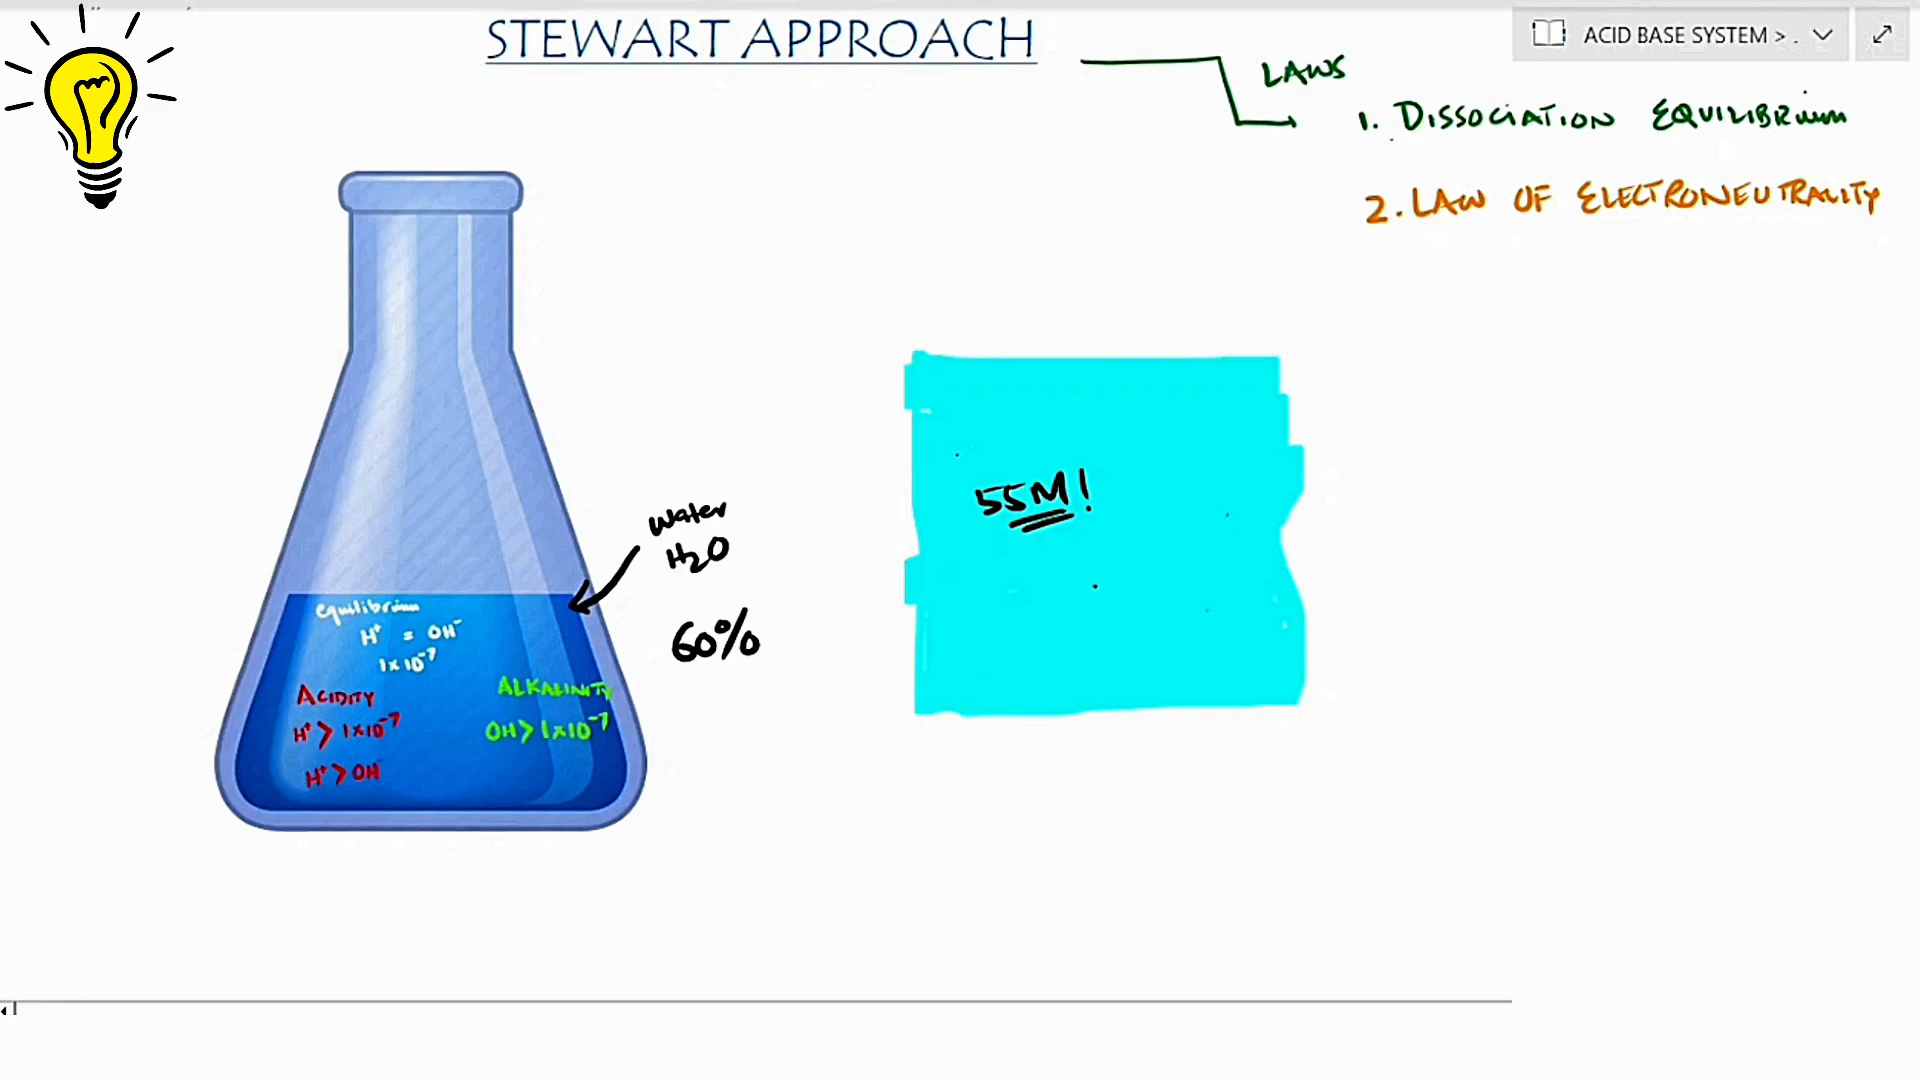 STEWART APPROACH
ACID BASE SYSTEM > .
LAWS
1. DISSOCIATION EQUILIBRIUM
2. LAW OF ELECTRONEUTRALITY
55M!
Water
H2O
60%
equilibrium
H+ = OH-
1x10-7
ACIDITY
H+ > 1x10-7
H+ > OH-
ALKALINITY
OH > 1x10-7